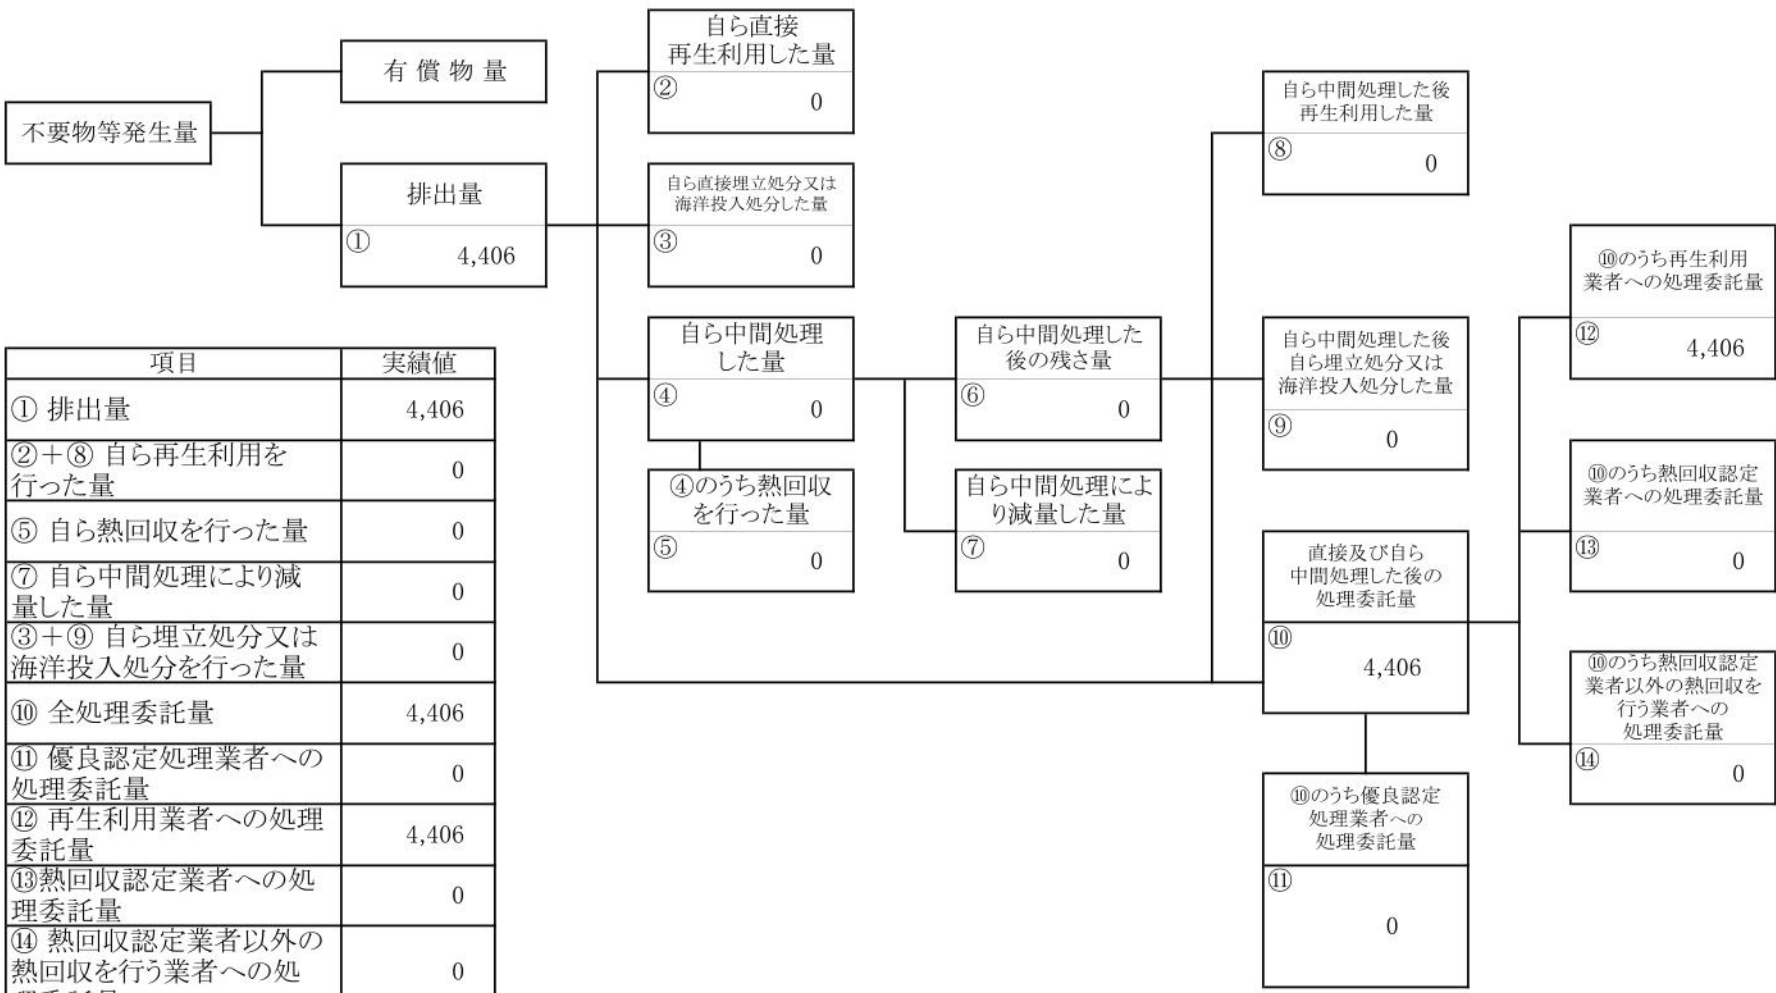 不要物等発生量
有償物量
排出量
①
4,406
自ら直接
再生利用した量
②
0
自ら直接埋立処分又は
海洋投入処分した量
③
0
自ら中間処理
した量
④
0
④のうち熱回収
を行った量
⑤
0
自ら中間処理した
後の残さ量
⑥
0
自ら中間処理によ
り減量した量
⑦
0
自ら中間処理した後
再生利用した量
⑧
0
自ら中間処理した後
自ら埋立処分又は
海洋投入処分した量
⑨
0
直接及び自ら
中間処理した後の
処理委託量
⑩
4,406
⑩のうち優良認定
処理業者への
処理委託量
⑪
0
⑩のうち再生利用
業者への処理委託量
⑫
4,406
⑩のうち熱回収認定
業者への処理委託量
⑬
0
⑩のうち熱回収認定
業者以外の熱回収を
行う業者への
処理委託量
⑭
0
項目 実績値
① 排出量 4,406
②+⑧ 自ら再生利用を
行った量 0
⑤ 自ら熱回収を行った量 0
⑦ 自ら中間処理により減
量した量 0
③+⑨ 自ら埋立処分又は
海洋投入処分を行った量 0
⑩ 全処理委託量 4,406
⑪ 優良認定処理業者への
処理委託量 0
⑫ 再生利用業者への処理
委託量 4,406
⑬熱回収認定業者への処
理委託量 0
⑭ 熱回収認定業者以外の
熱回収を行う業者への処 0